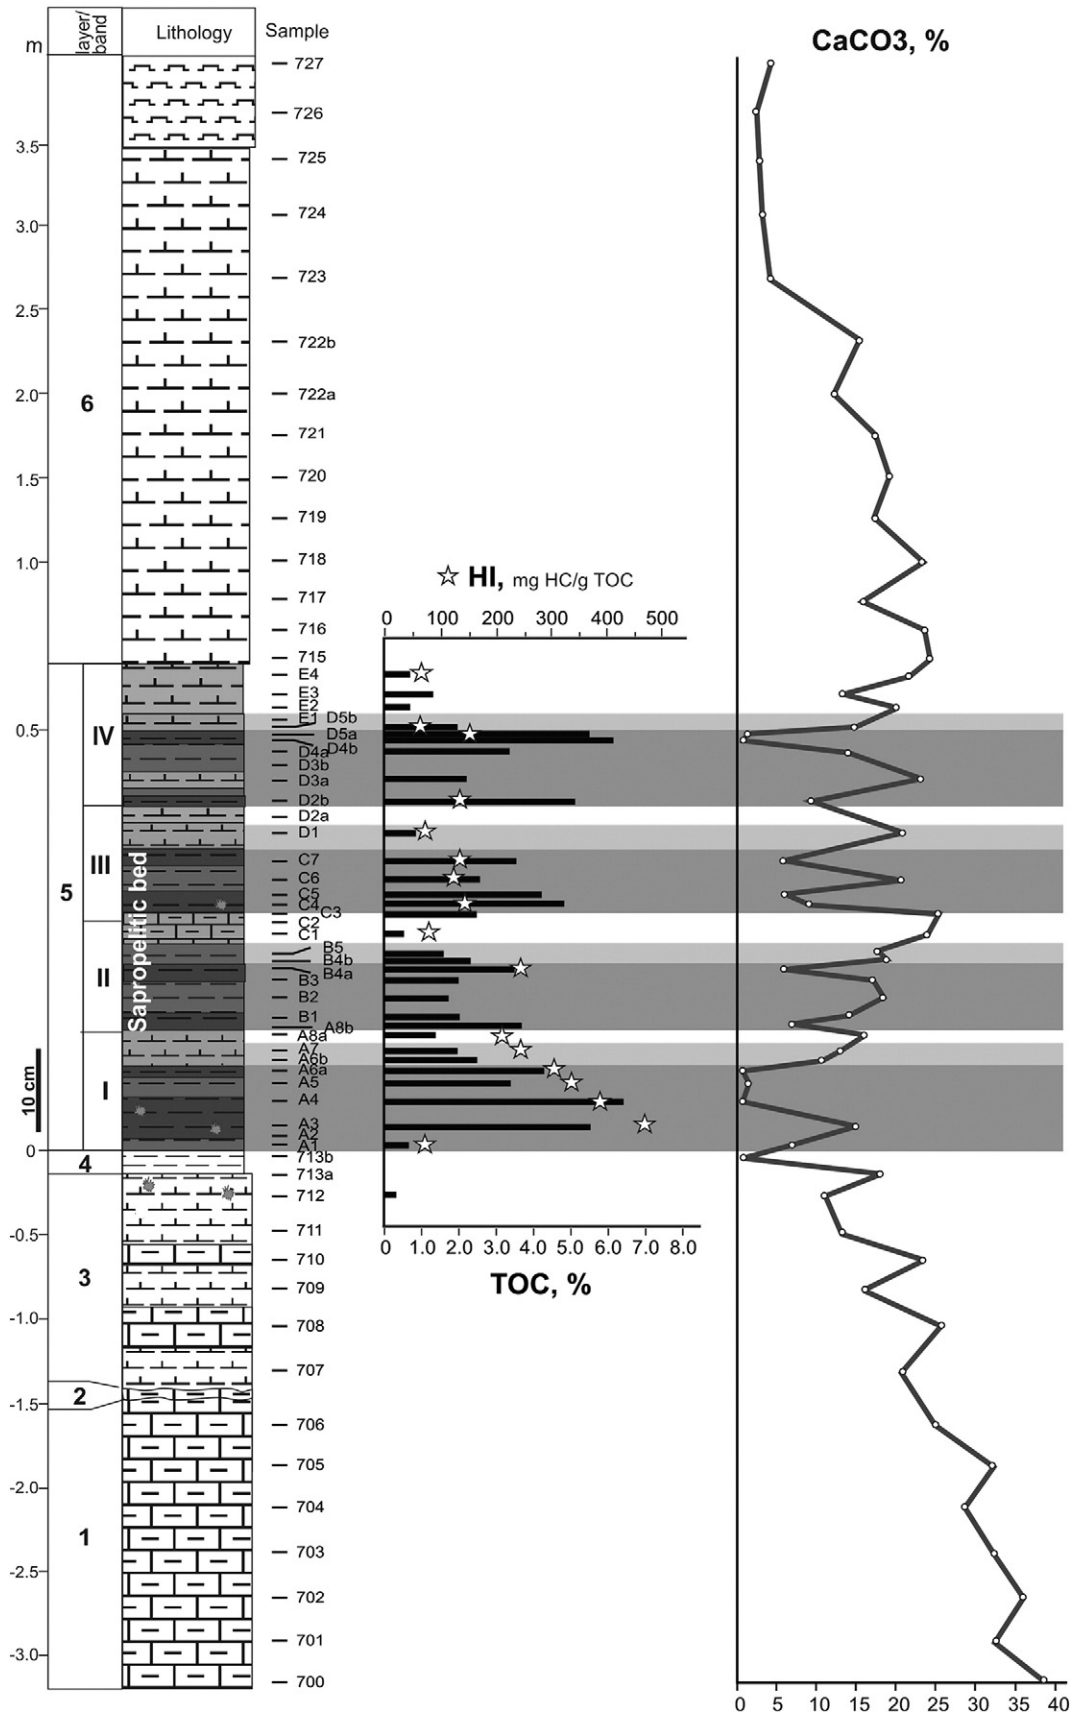 m
layer/
band
Lithology
Sample
CaCO3, %
727
726
3.5
725
724
3.0
723
2.5
722b
2.0
722a
6
721
1.5
720
719
1.0
718
HI, mg HC/g TOC
717
0 100 200 300 400 500
716
715
E4
E3
E2
E1 D5b
0.5
IV
D5a
D4b
D4a
D3b
D3a
D2b
D2a
D1
III
C7
C6
5
Sapropelitic bed
C5
C4
C3
C2
C1
B5
B4b
B4a
II
B3
B2
B1
A8b
A8a
A7
A6b
A6a
10 cm
I
A5
A4
A3
A2
A1
0
713b
4
713a
712
-0.5
711
0 1.0 2.0 3.0 4.0 5.0 6.0 7.0 8.0
710
3
TOC, %
709
-1.0
708
707
2
-1.5
706
705
-2.0
704
1
703
-2.5
702
701
-3.0
700
0 5 10 15 20 25 30 35 40